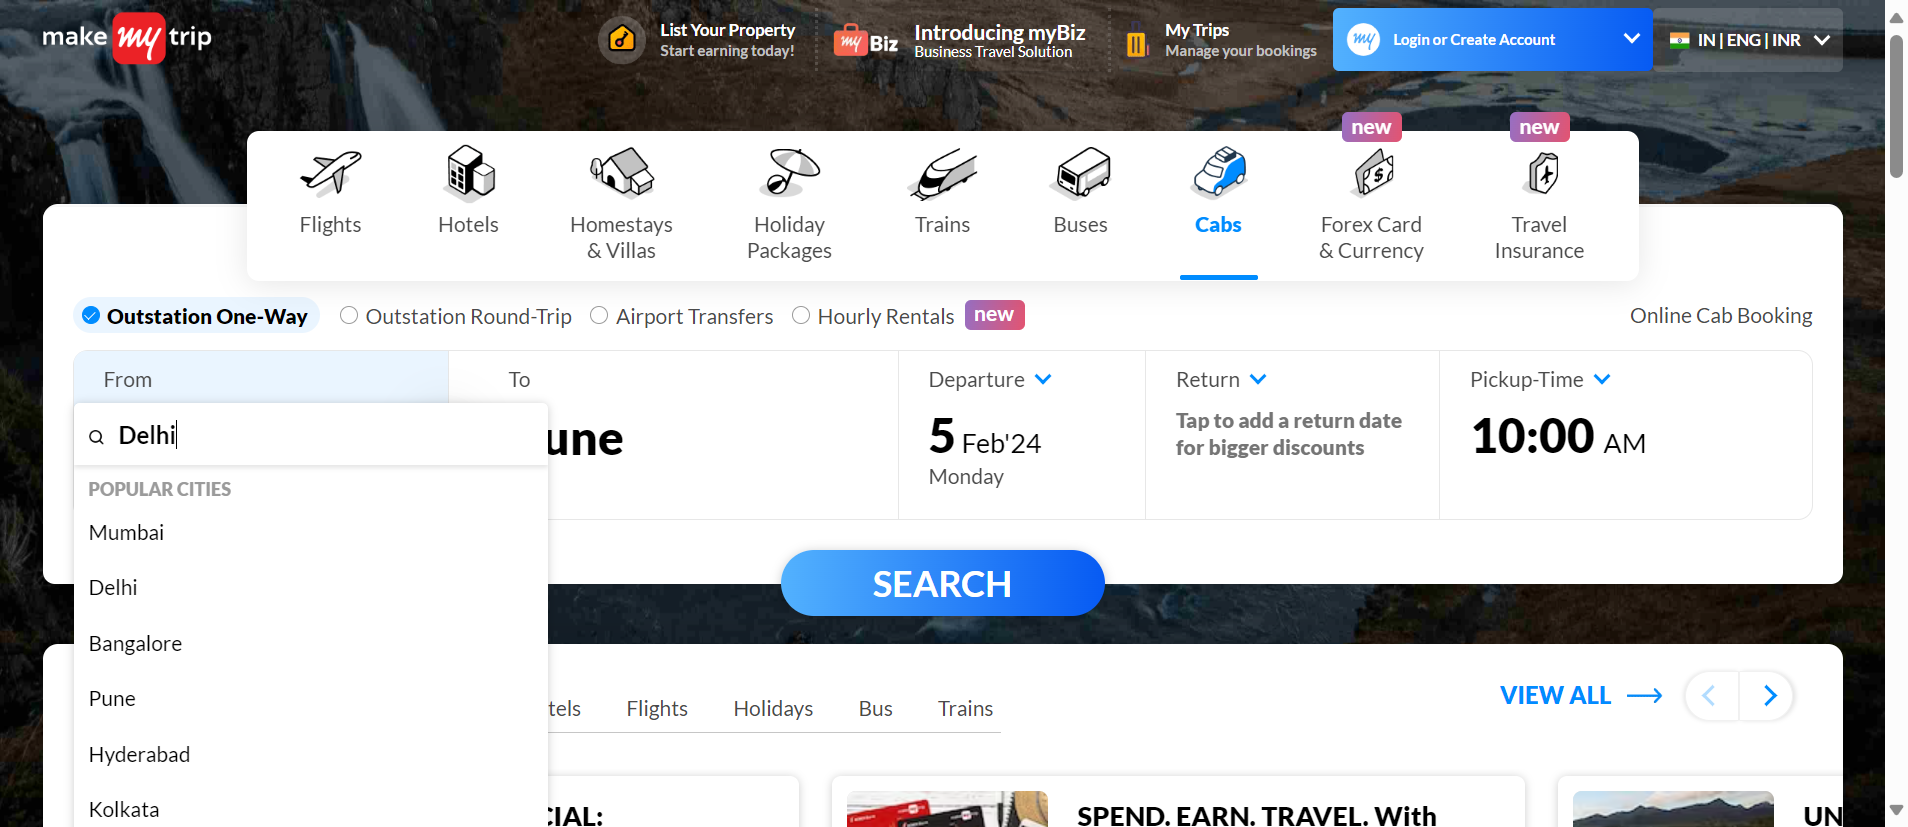 make my trip
List Your Property
Start earning today!
my Biz
Introducing myBiz
Business Travel Solution
My Trips
Manage your bookings
my
Login or Create Account
IN | ENG | INR
new
new
Flights
Hotels
Homestays
& Villas
Holiday
Packages
Trains
Buses
Cabs
Forex Card
& Currency
Travel
Insurance
Outstation One-Way
Outstation Round-Trip
Airport Transfers
Hourly Rentals
new
Online Cab Booking
From
To
Departure
Return
Pickup-Time
Delhi
une
5 Feb'24
Monday
Tap to add a return date
for bigger discounts
10:00 AM
POPULAR CITIES
Mumbai
Delhi
Bangalore
Pune
Hyderabad
Kolkata
SEARCH
tels
Flights
Holidays
Bus
Trains
VIEW ALL
CIAL:
SPEND. EARN. TRAVEL. With
UN